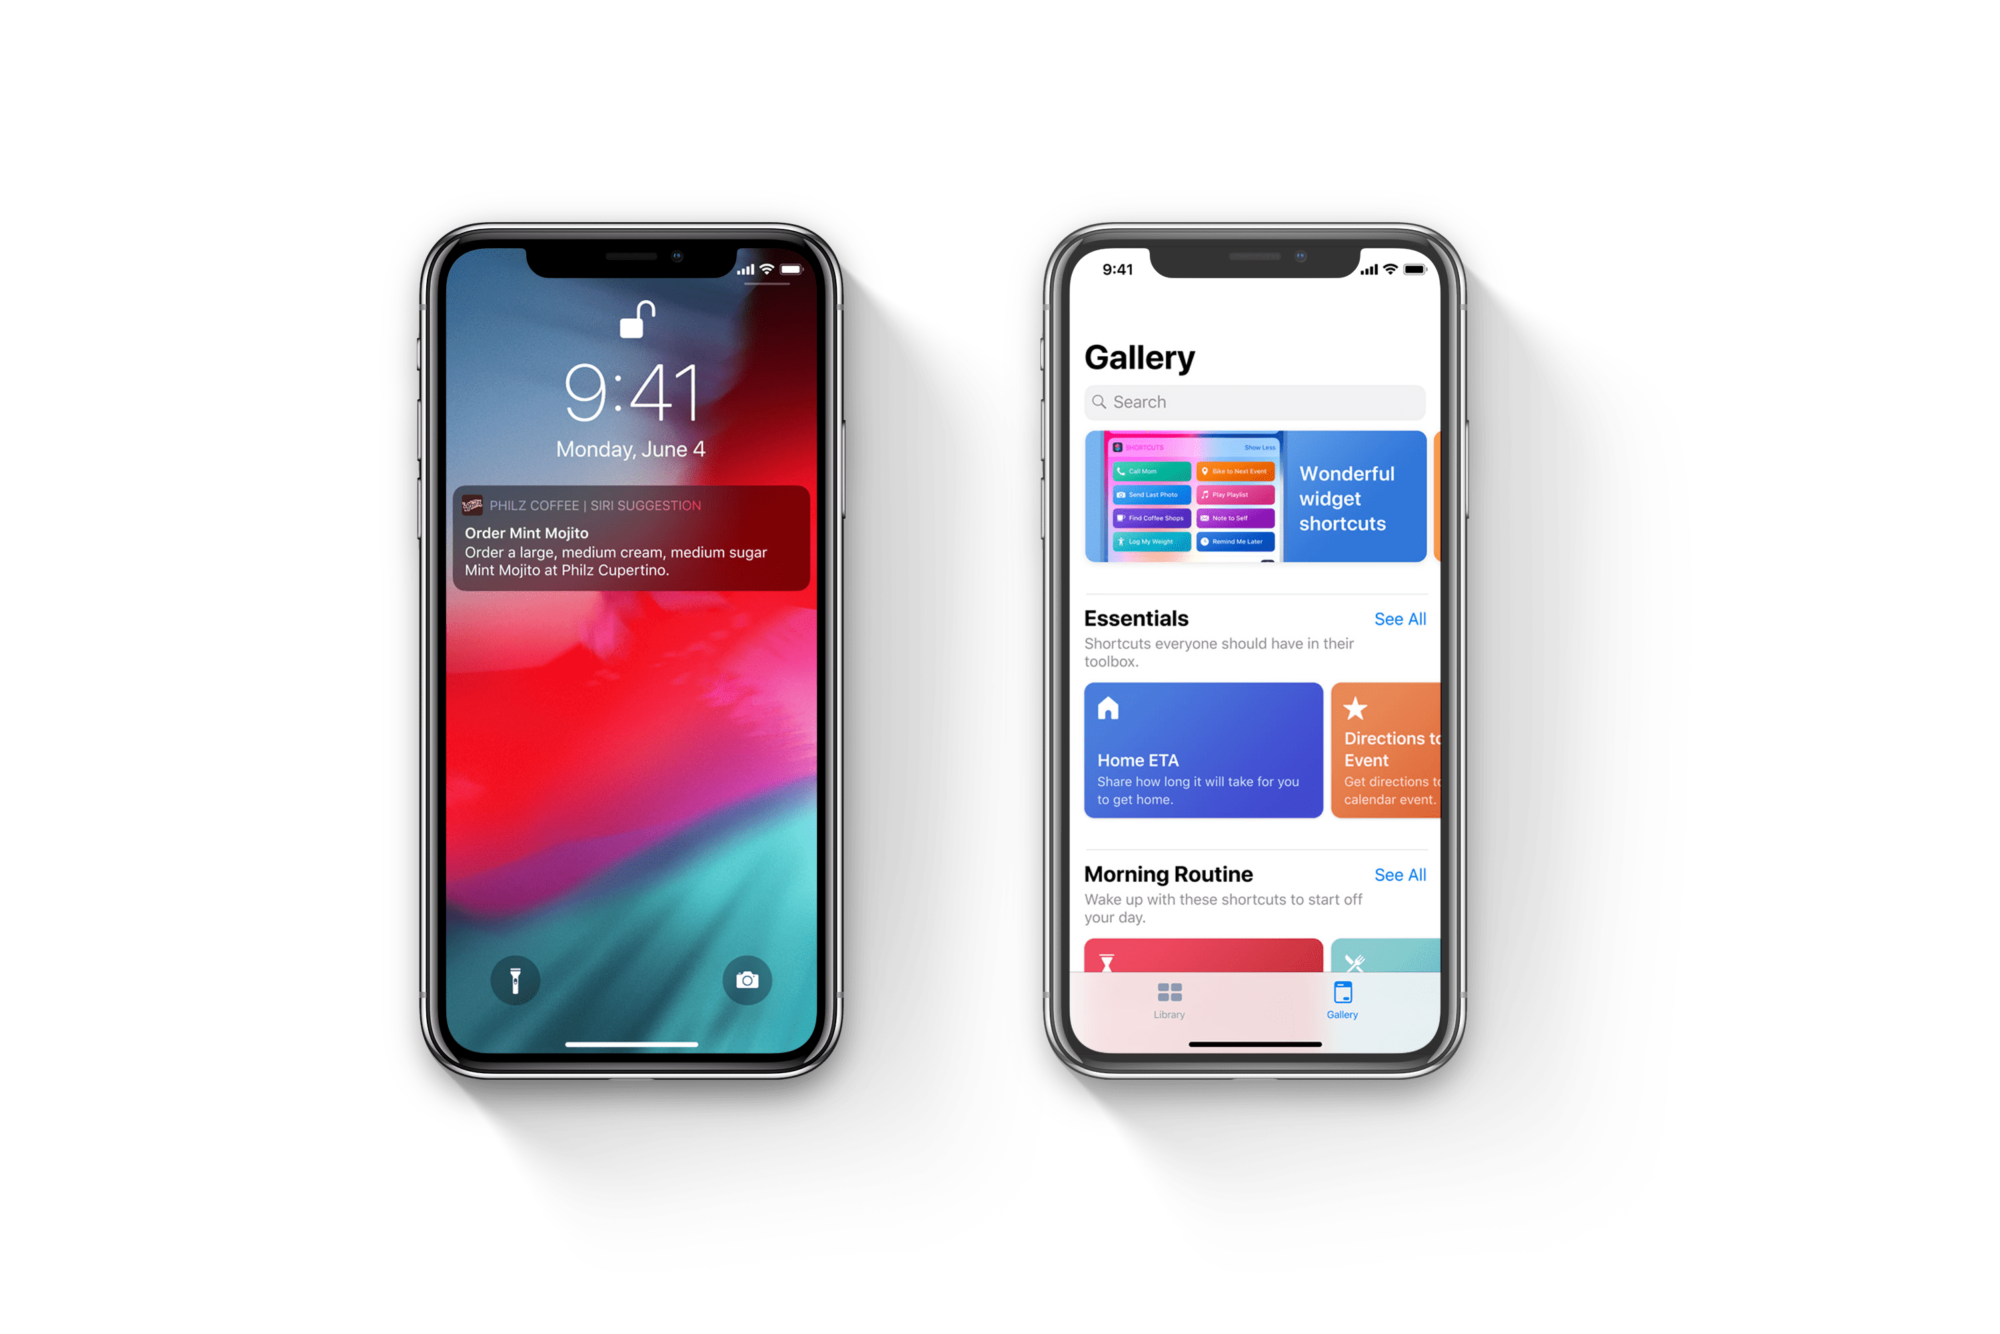 9:41
Monday, June 4
PHILZ COFFEE | SIRI SUGGESTION
Order Mint Mojito
Order a large, medium cream, medium sugar
Mint Mojito at Philz Cupertino.
9:41
Gallery
Search
SHORTCUTS Show Less
Call Mom Bike to Next Event
Send Last Photo Play Playlist
Find Coffee Shops Note to Self
Log My Weight Remind Me Later
Wonderful
widget
shortcuts
Essentials See All
Shortcuts everyone should have in their
toolbox.
Home ETA
Share how long it will take for you
to get home.
Directions to
Event
Get directions to
calendar event.
Morning Routine See All
Wake up with these shortcuts to start off
your day.
Library Gallery